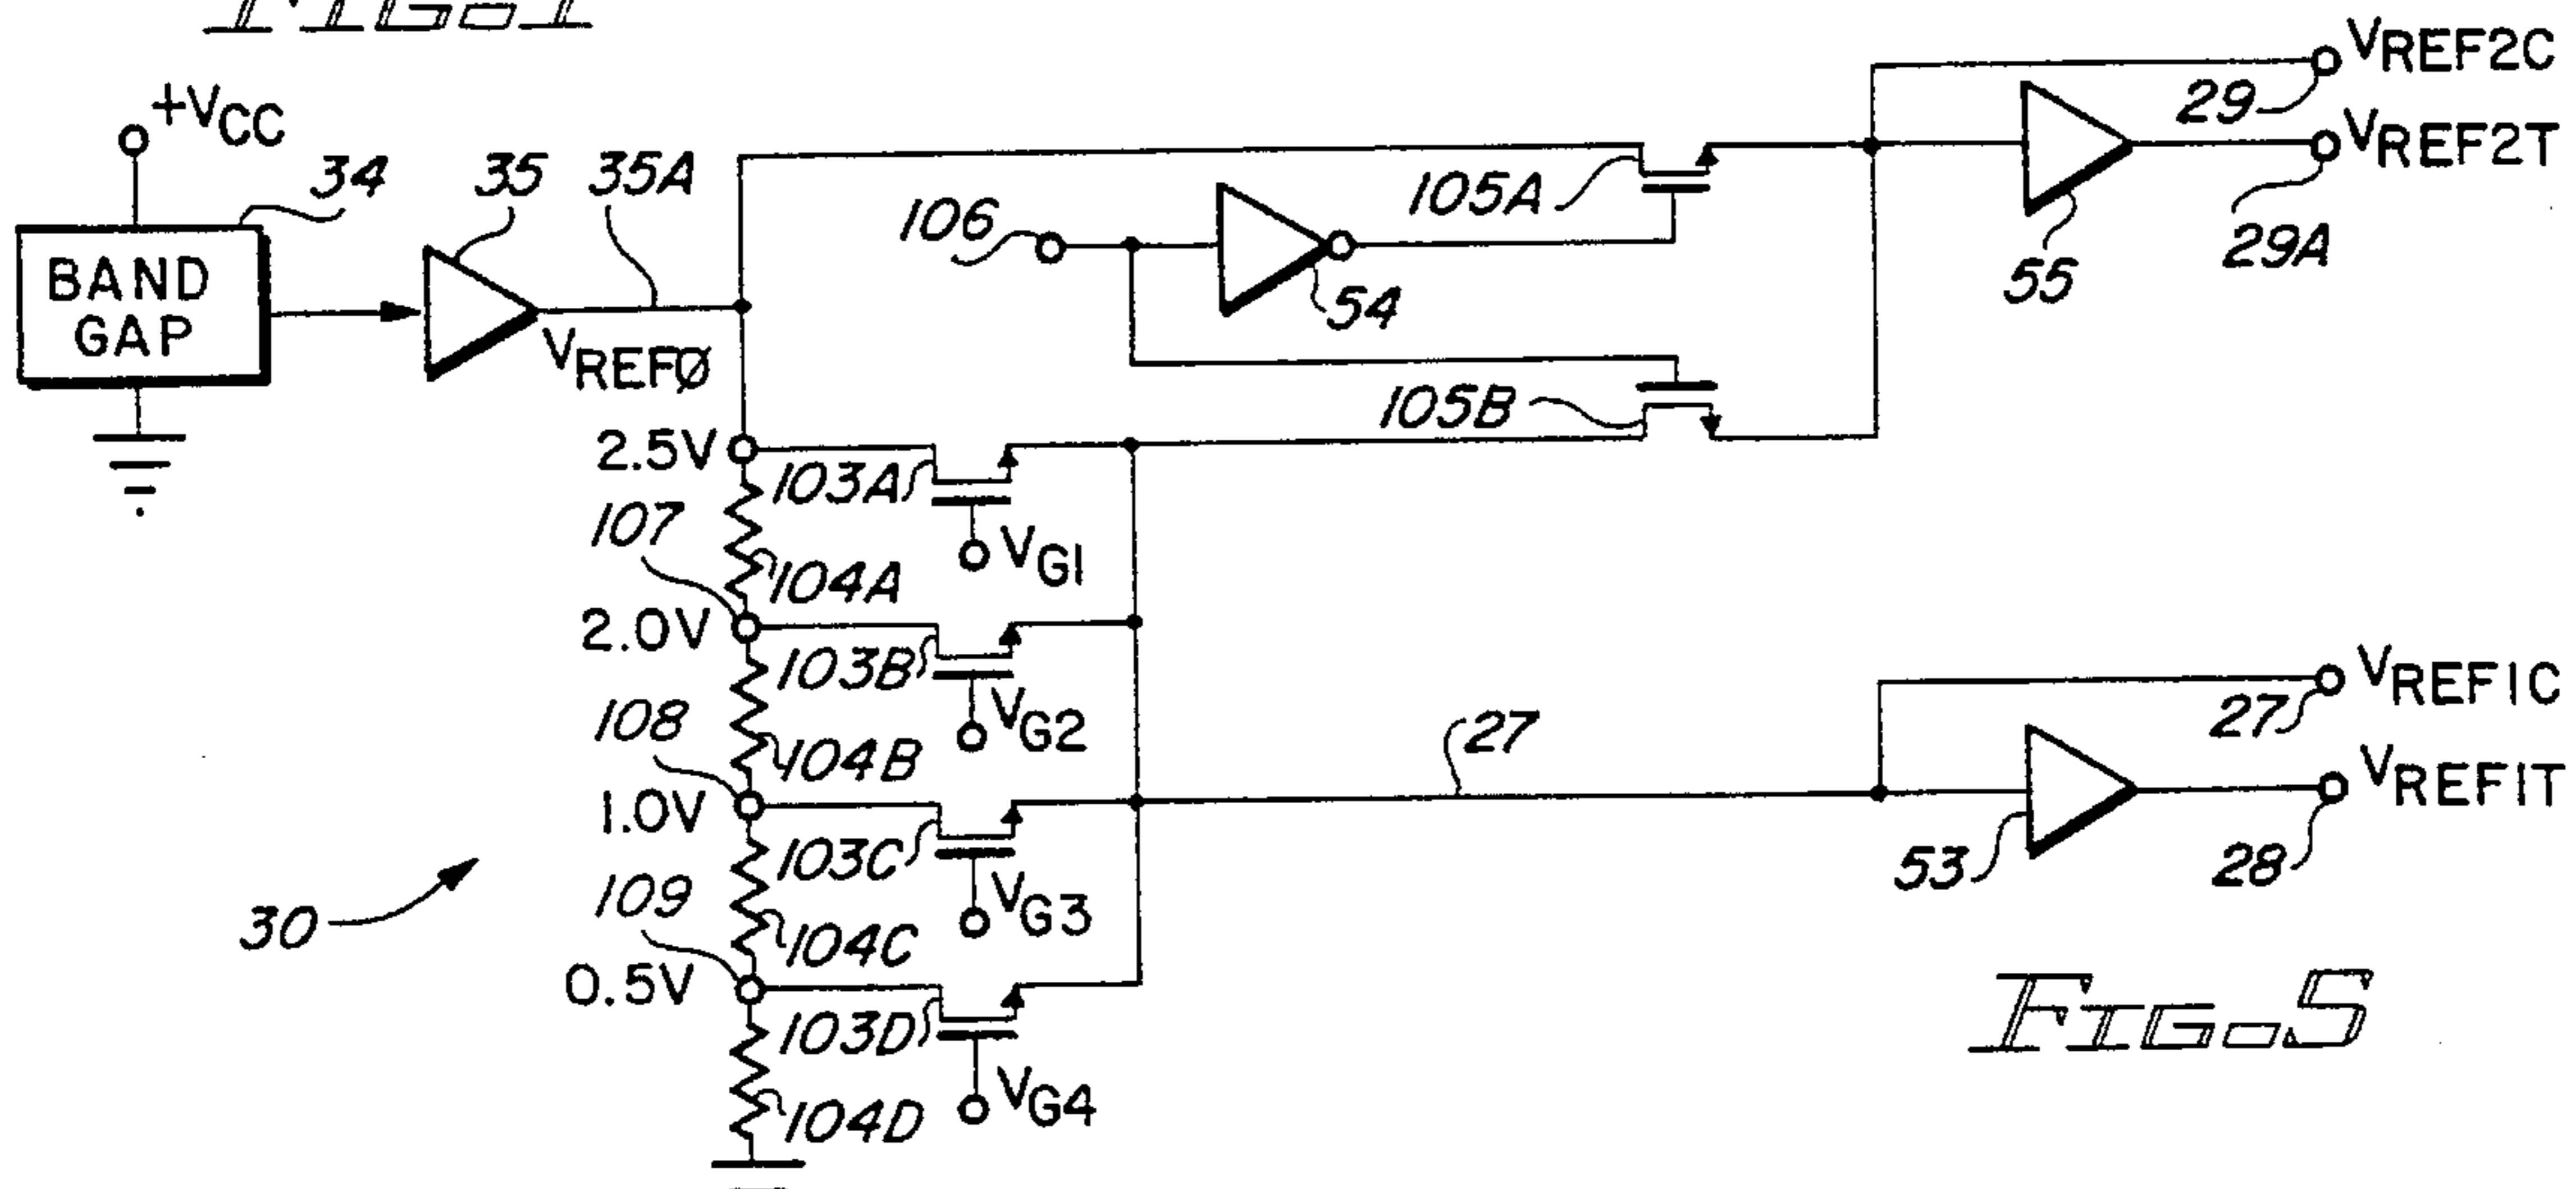 FIG-1
+VCC
34
35
35A
BAND
GAP
VREFØ
106
54
105A
105B
VREF2C
29
VREF2T
29A
55
2.5V
103A
VG1
107
104A
2.0V
103B
VG2
108
104B
1.0V
103C
VG3
109
104C
0.5V
103D
VG4
104D
30
27
VREF1C
27
VREF1T
28
53
FIG-5